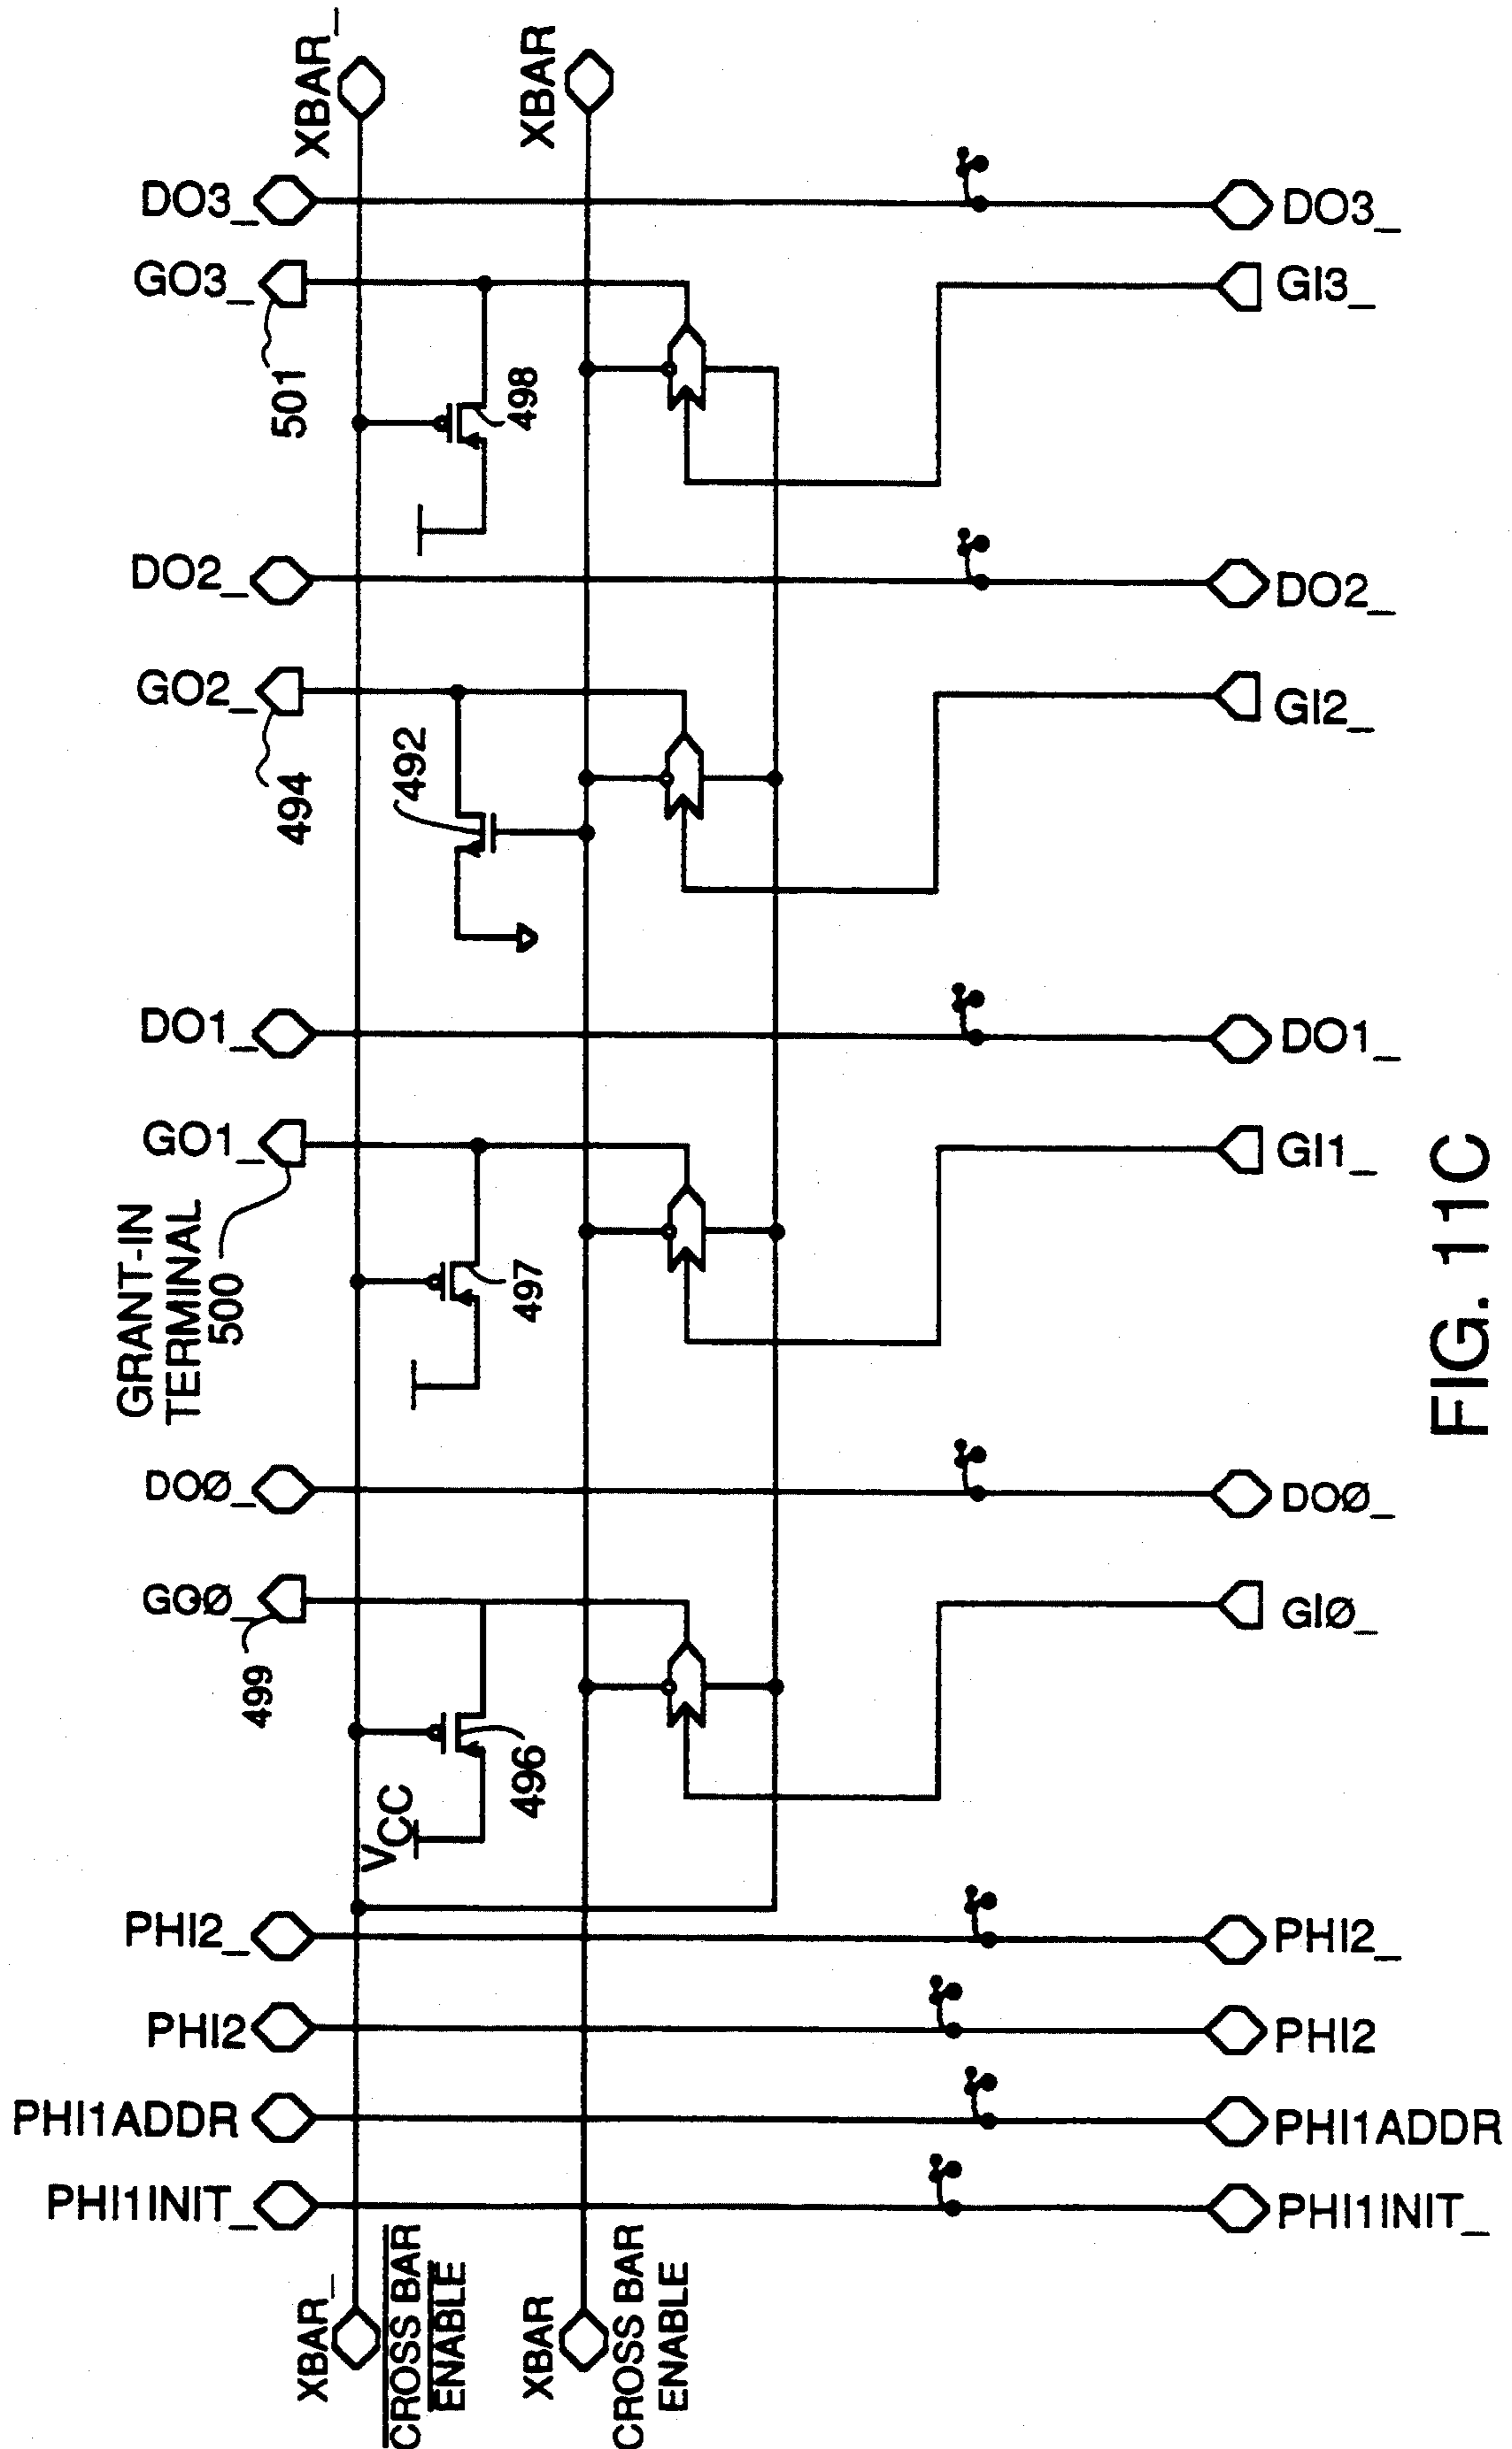 XBAR_
XBAR
DO3_
DO3_
GO3_
501
498
GI3_
DO2_
DO2_
GO2_
494
492
GI2_
DO1_
DO1_
GO1_
GRANT-IN
TERMINAL
500
497
GI1_
DOØ_
DOØ_
GOØ_
499
496
VCC
GIØ_
PHI2_
PHI2_
PHI2
PHI2
PHI1ADDR
PHI1ADDR
PHI1INIT_
PHI1INIT_
XBAR_
CROSS BAR
ENABLE
XBAR
CROSS BAR
ENABLE
FIG. 11C